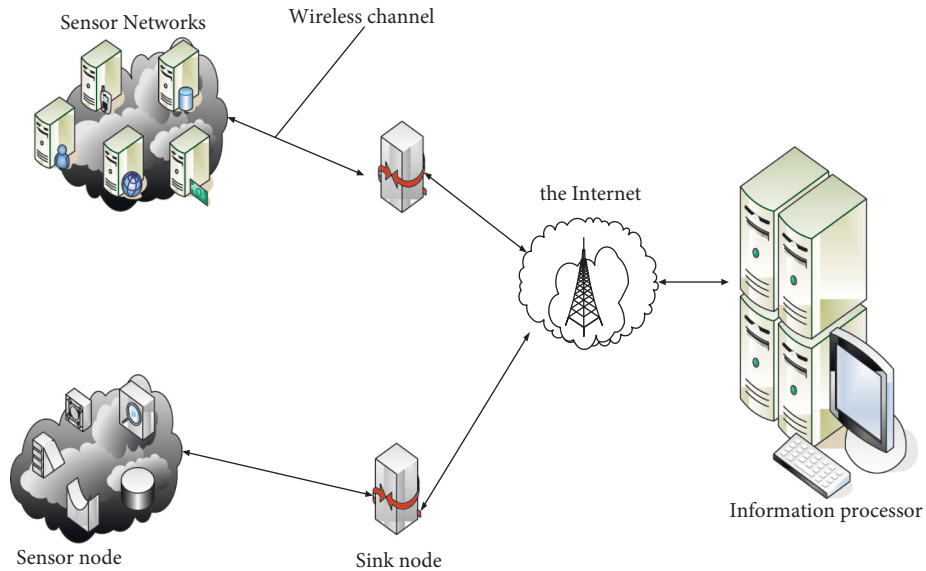 Wireless channel
Sensor Networks
the Internet
Information processor
Sensor node
Sink node